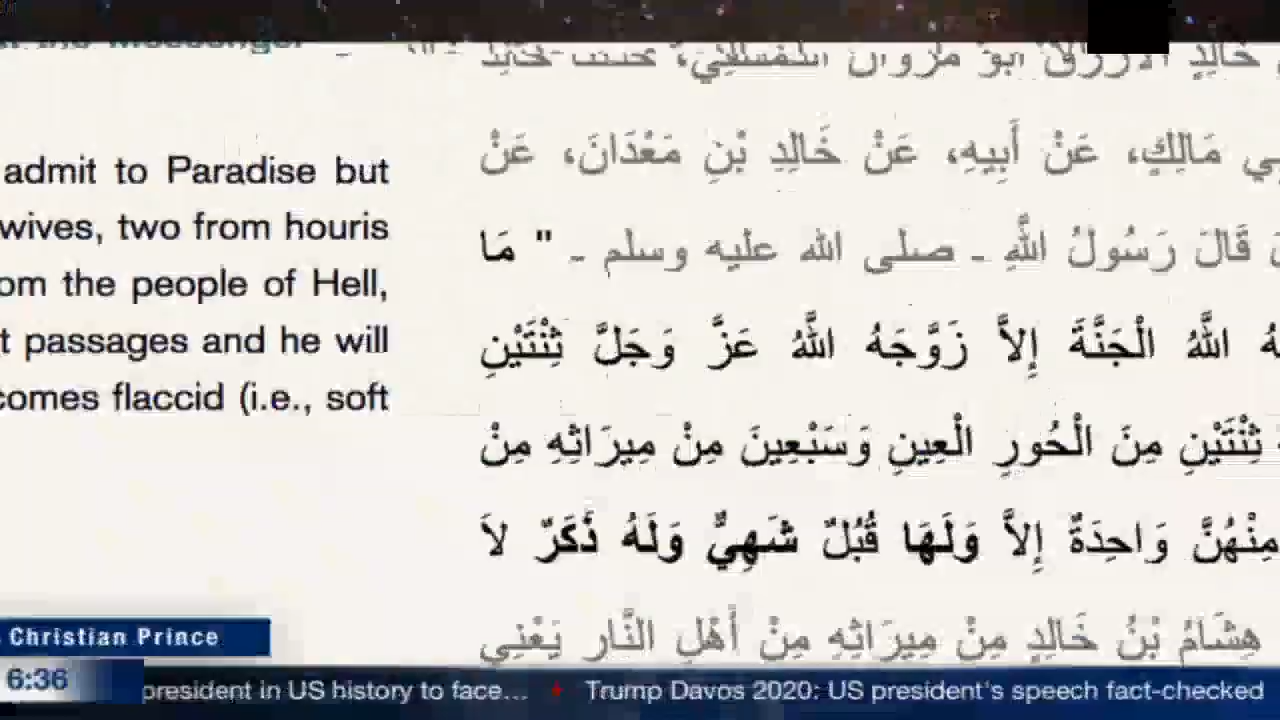 admit to Paradise but
wives, two from houris
om the people of Hell,
t passages and he will
comes flaccid (i.e., soft
مَالِكٍ، عَنْ أَبِيهِ، عَنْ خَالِدِ بْنِ مَعْدَانَ، عَنْ
قَالَ رَسُولُ اللَّهِ ـ صلى الله عليه وسلم ـ " مَا
اللَّهُ الْجَنَّةَ إِلاَّ زَوَّجَهُ اللَّهُ عَزَّ وَجَلَّ ثِنْتَيْنِ
ثِنْتَيْنِ مِنَ الْحُورِ الْعِينِ وَسَبْعِينَ مِنْ مِيرَاثِهِ مِنْ
مِنْهُنَّ وَاحِدَةٌ إِلاَّ وَلَهَا قُبُلٌ شَهِيٌّ وَلَهُ ذَكَرٌ لاَ
هِشَامُ بْنُ خَالِدٍ مِنْ مِيرَاثِهِ مِنْ أَهْلِ النَّارِ يَعْنِي
Christian Prince
6:36
president in US history to face... Trump Davos 2020: US president's speech fact-checked